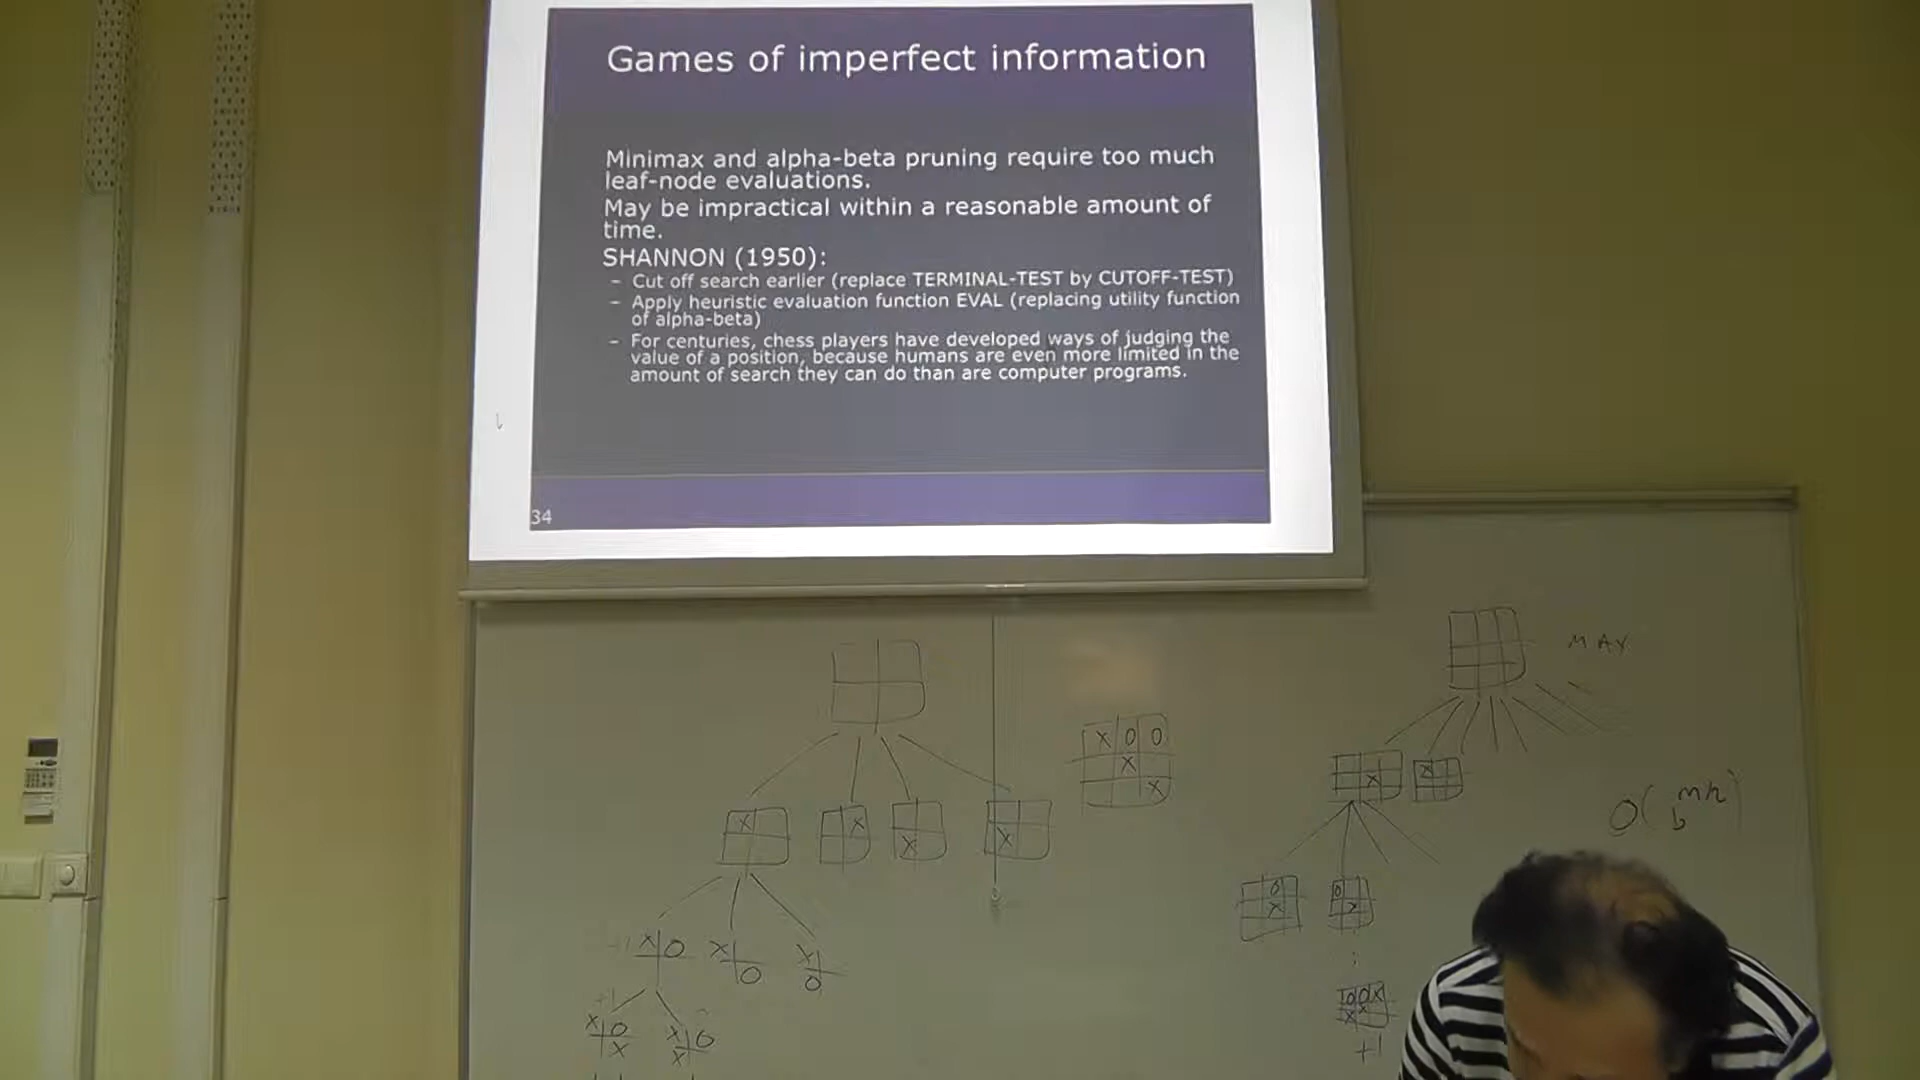 Games of imperfect information
Minimax and alpha-beta pruning require too much
leaf-node evaluations.
May be impractical within a reasonable amount of
time.
SHANNON (1950):
– Cut off search earlier (replace TERMINAL-TEST by CUTOFF-TEST)
– Apply heuristic evaluation function EVAL (replacing utility function
of alpha-beta)
– For centuries, chess players have developed ways of judging the
value of a position, because humans are even more limited in the
amount of search they can do than are computer programs.
34
MAX
X O O
X
X
X
X
X
X
X
X
O
X
O
X
X O
X
O
X
O
+1
X O
X
X O
X
+1